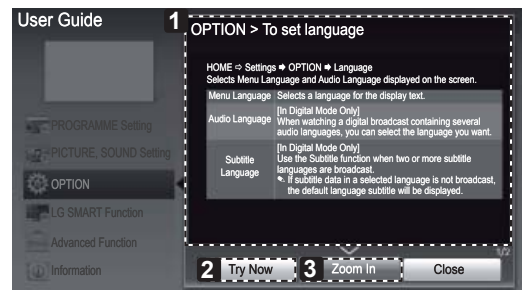 User Guide
1
OPTION > To set language
HOME ⇨ Settings ➡ OPTION ➡ Language
Selects Menu Language and Audio Language displayed on the screen.
Menu Language Selects a language for the display text.
Audio Language
[In Digital Mode Only]
When watching a digital broadcast containing several
audio languages, you can select the language you want.
Subtitle
Language
[In Digital Mode Only]
Use the Subtitle function when two or more subtitle
languages are broadcast.
If subtitle data in a selected language is not broadcast,
the default language subtitle will be displayed.
PROGRAMME Setting
PICTURE, SOUND Setting
OPTION
LG SMART Function
Advanced Function
Information
1/2
2 Try Now
3 Zoom In
Close